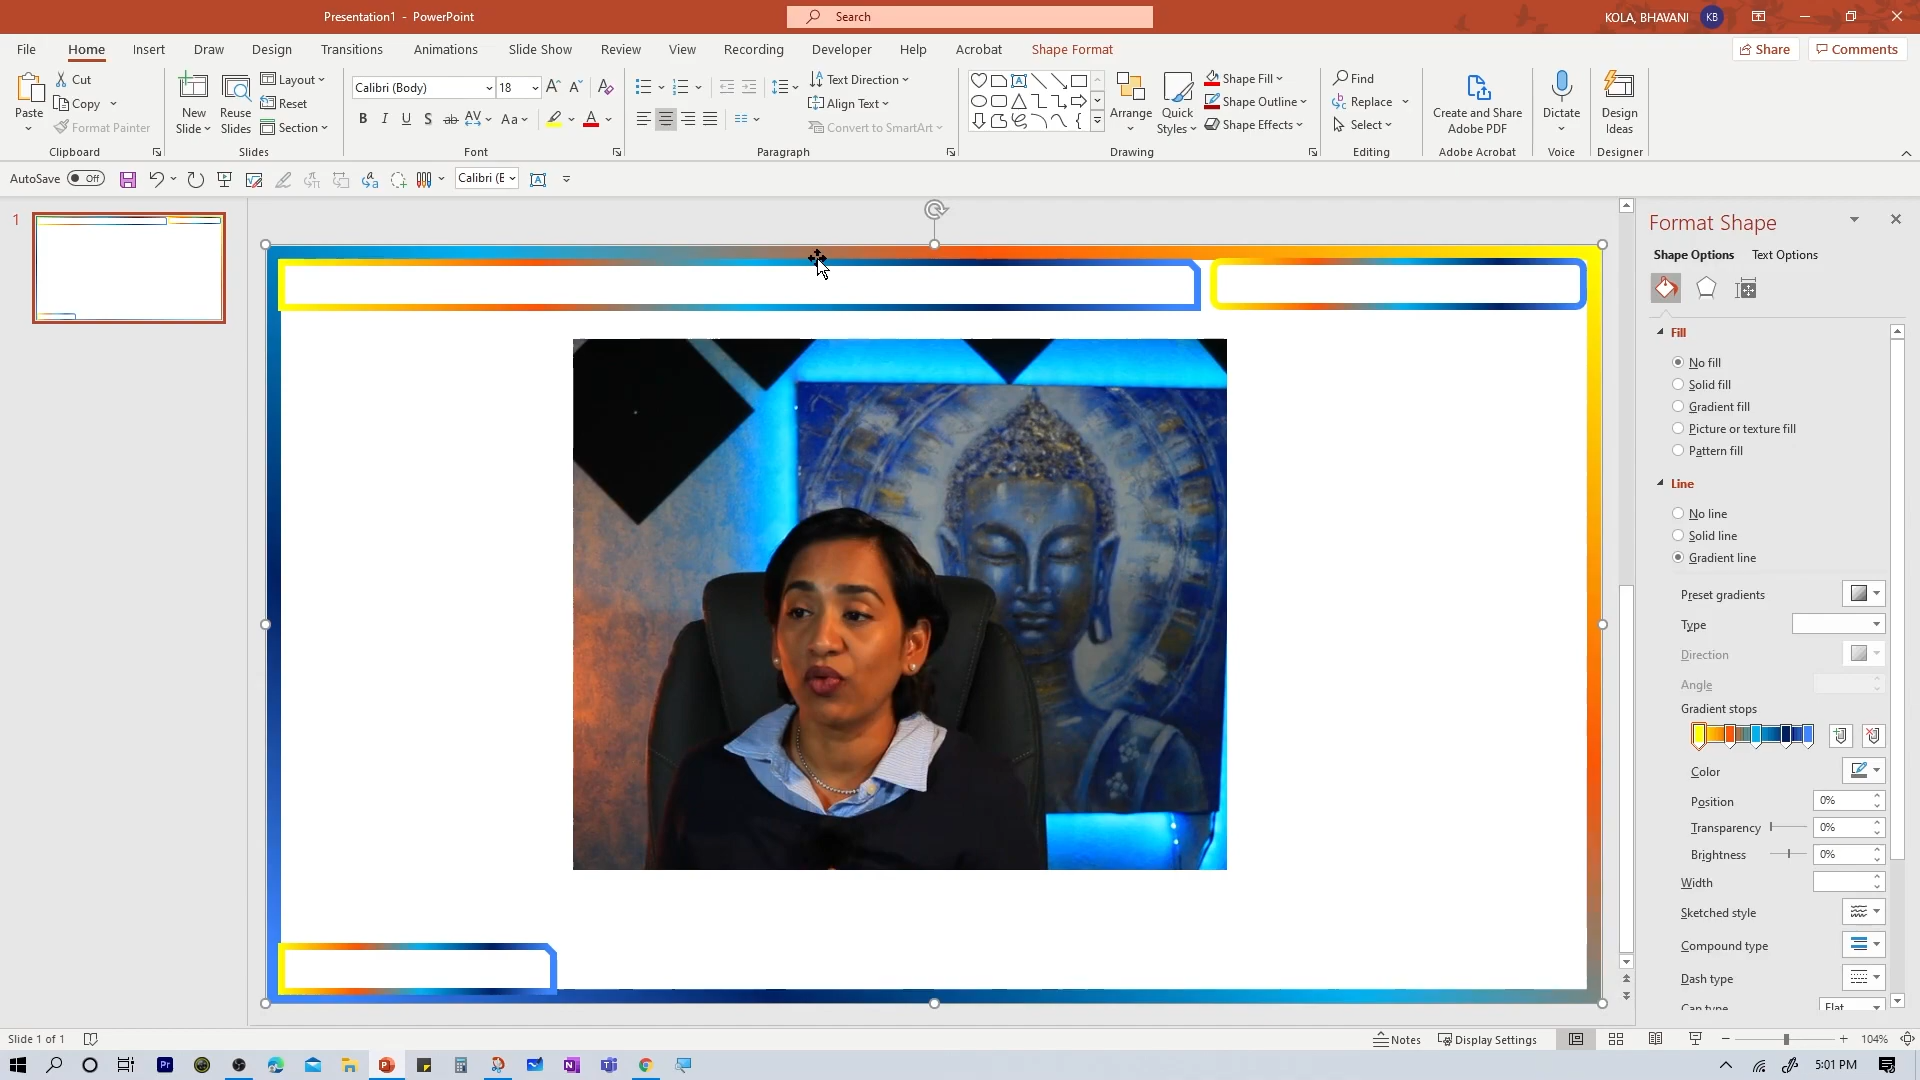 Presentation1 - PowerPoint
Search
KOLA, BHAVANI
KB
File
Home
Insert
Draw
Design
Transitions
Animations
Slide Show
Review
View
Recording
Developer
Help
Acrobat
Shape Format
Share
Comments
Paste
Cut
Copy
Format Painter
Clipboard
New
Slide
Reuse
Slides
Layout
Reset
Section
Slides
Calibri (Body)
18
Font
Text Direction
Align Text
Convert to SmartArt
Paragraph
Arrange
Quick
Styles
Shape Fill
Shape Outline
Shape Effects
Drawing
Find
Replace
Select
Editing
Create and Share
Adobe PDF
Adobe Acrobat
Dictate
Voice
Design
Ideas
Designer
AutoSave
Off
Calibri (E
1
Format Shape
Shape Options
Text Options
Fill
No fill
Solid fill
Gradient fill
Picture or texture fill
Pattern fill
Line
No line
Solid line
Gradient line
Preset gradients
Type
Direction
Angle
Gradient stops
Color
Position
0%
Transparency
0%
Brightness
0%
Width
Sketched style
Compound type
Dash type
Cap type
Flat
Slide 1 of 1
Notes
Display Settings
104%
5:01 PM